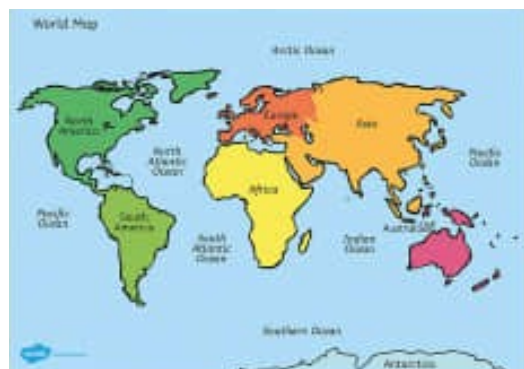 World Map
Arctic Ocean
North
America
Europe
Asia
North
Atlantic
Ocean
Pacific
Ocean
Africa
Pacific
Ocean
South
America
South
Atlantic
Ocean
Indian
Ocean
Australasia
Southern Ocean
Antarctica